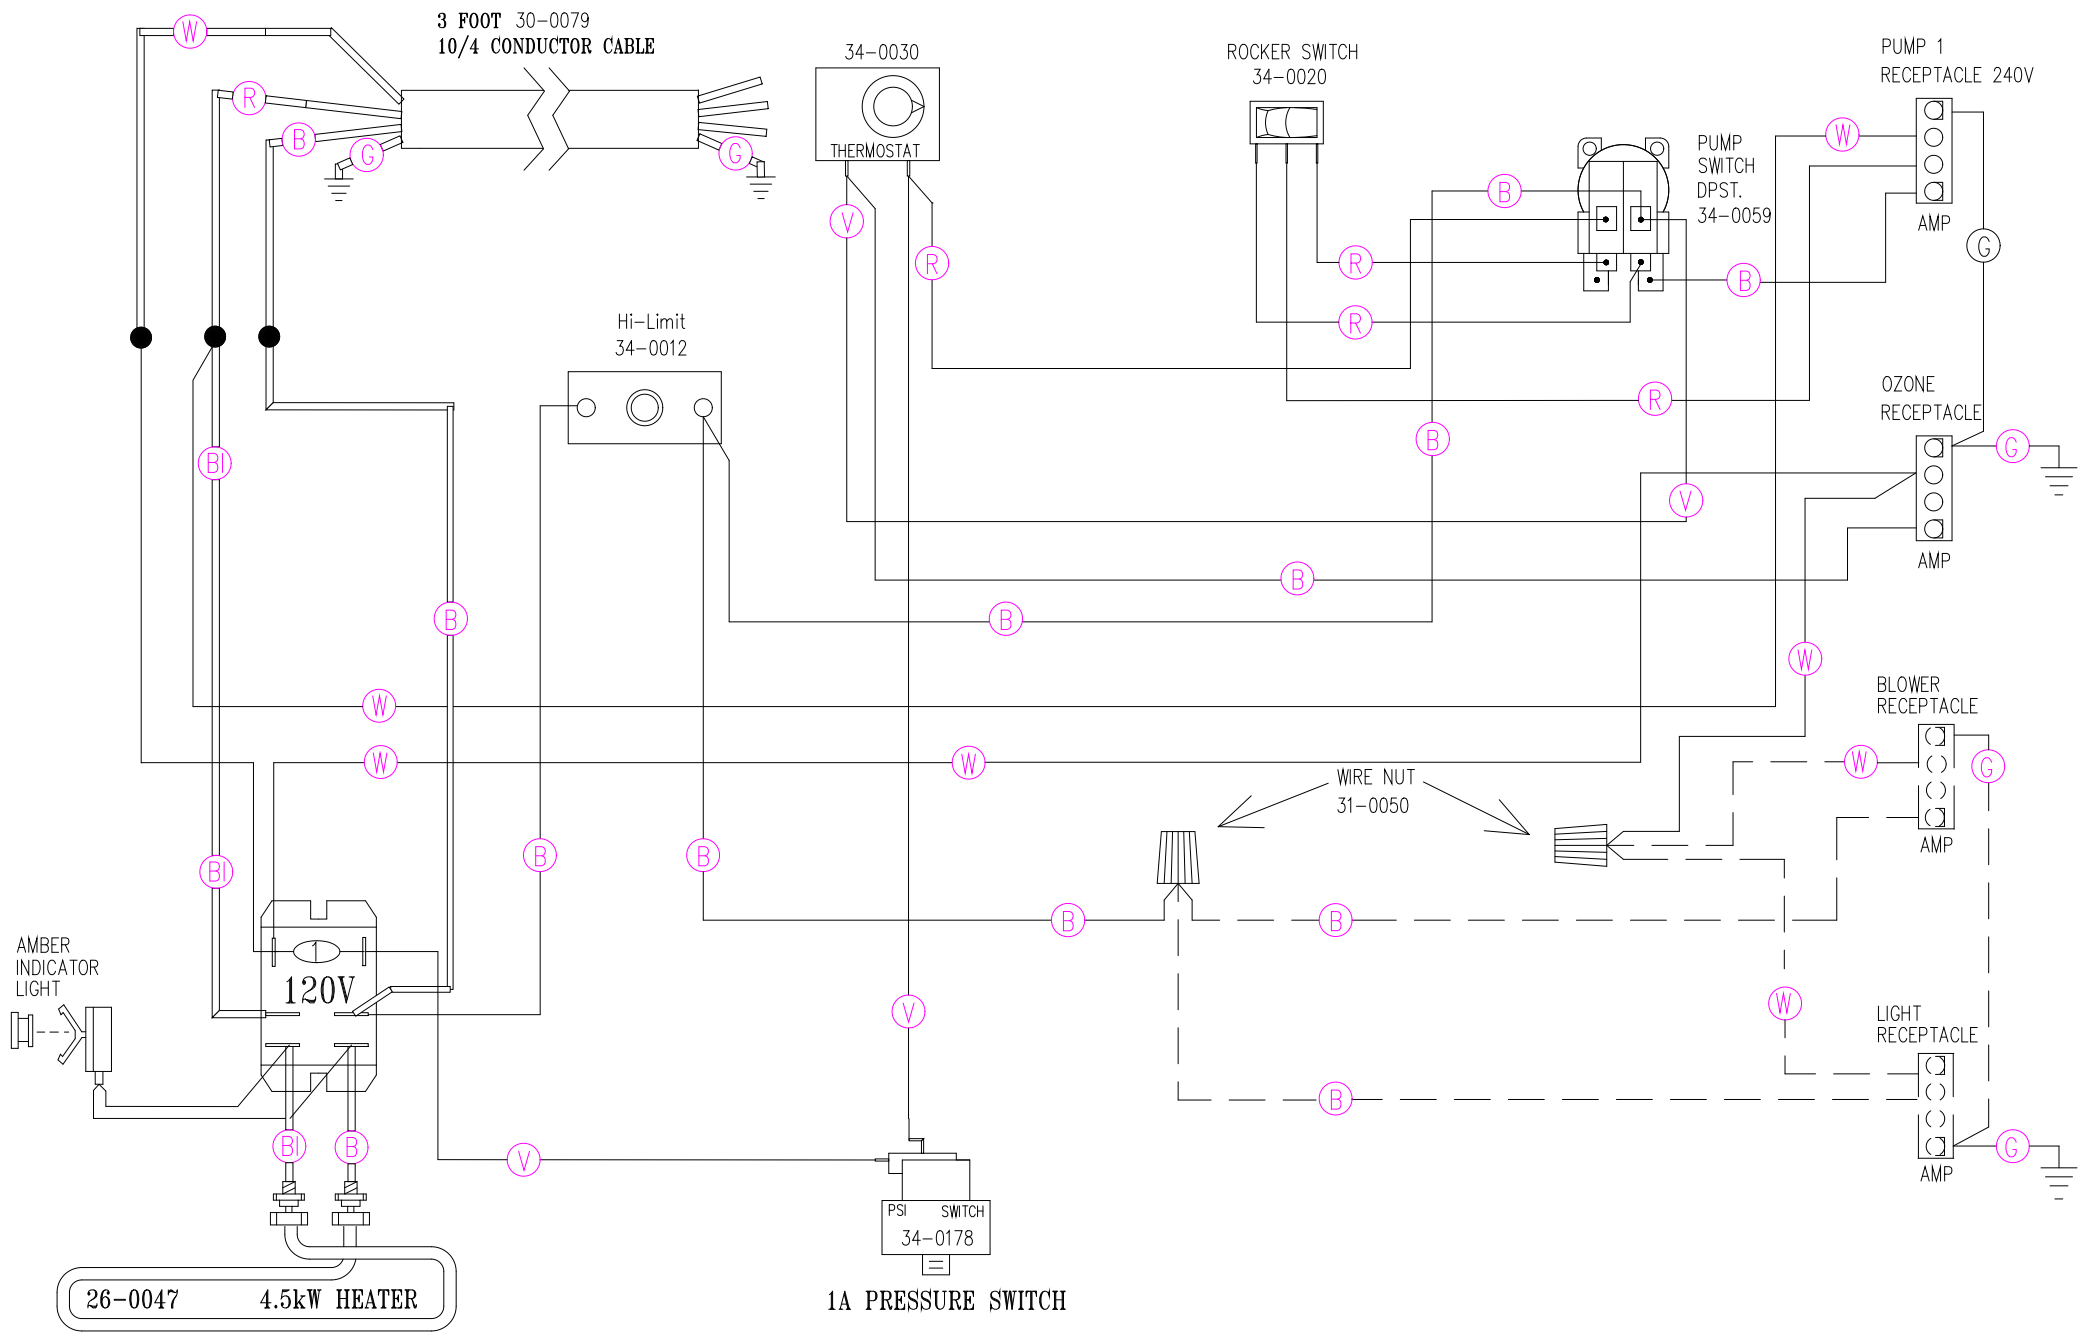 3 FOOT 30-0079
10/4 CONDUCTOR CABLE
W
R
B
G
G
34-0030
THERMOSTAT
V
R
ROCKER SWITCH
34-0020
R
R
B
PUMP
SWITCH
DPST.
34-0059
B
PUMP 1
RECEPTACLE 240V
W
AMP
G
Hi-Limit
34-0012
R
B
V
OZONE
RECEPTACLE
G
AMP
BI
B
B
B
W
W
W
W
BLOWER
RECEPTACLE
W
G
AMP
WIRE NUT
31-0050
BI
B
B
B
B
AMBER
INDICATOR
LIGHT
1
120V
V
W
LIGHT
RECEPTACLE
B
G
AMP
BI
B
V
PSI SWITCH
34-0178
1A PRESSURE SWITCH
26-0047 4.5kW HEATER